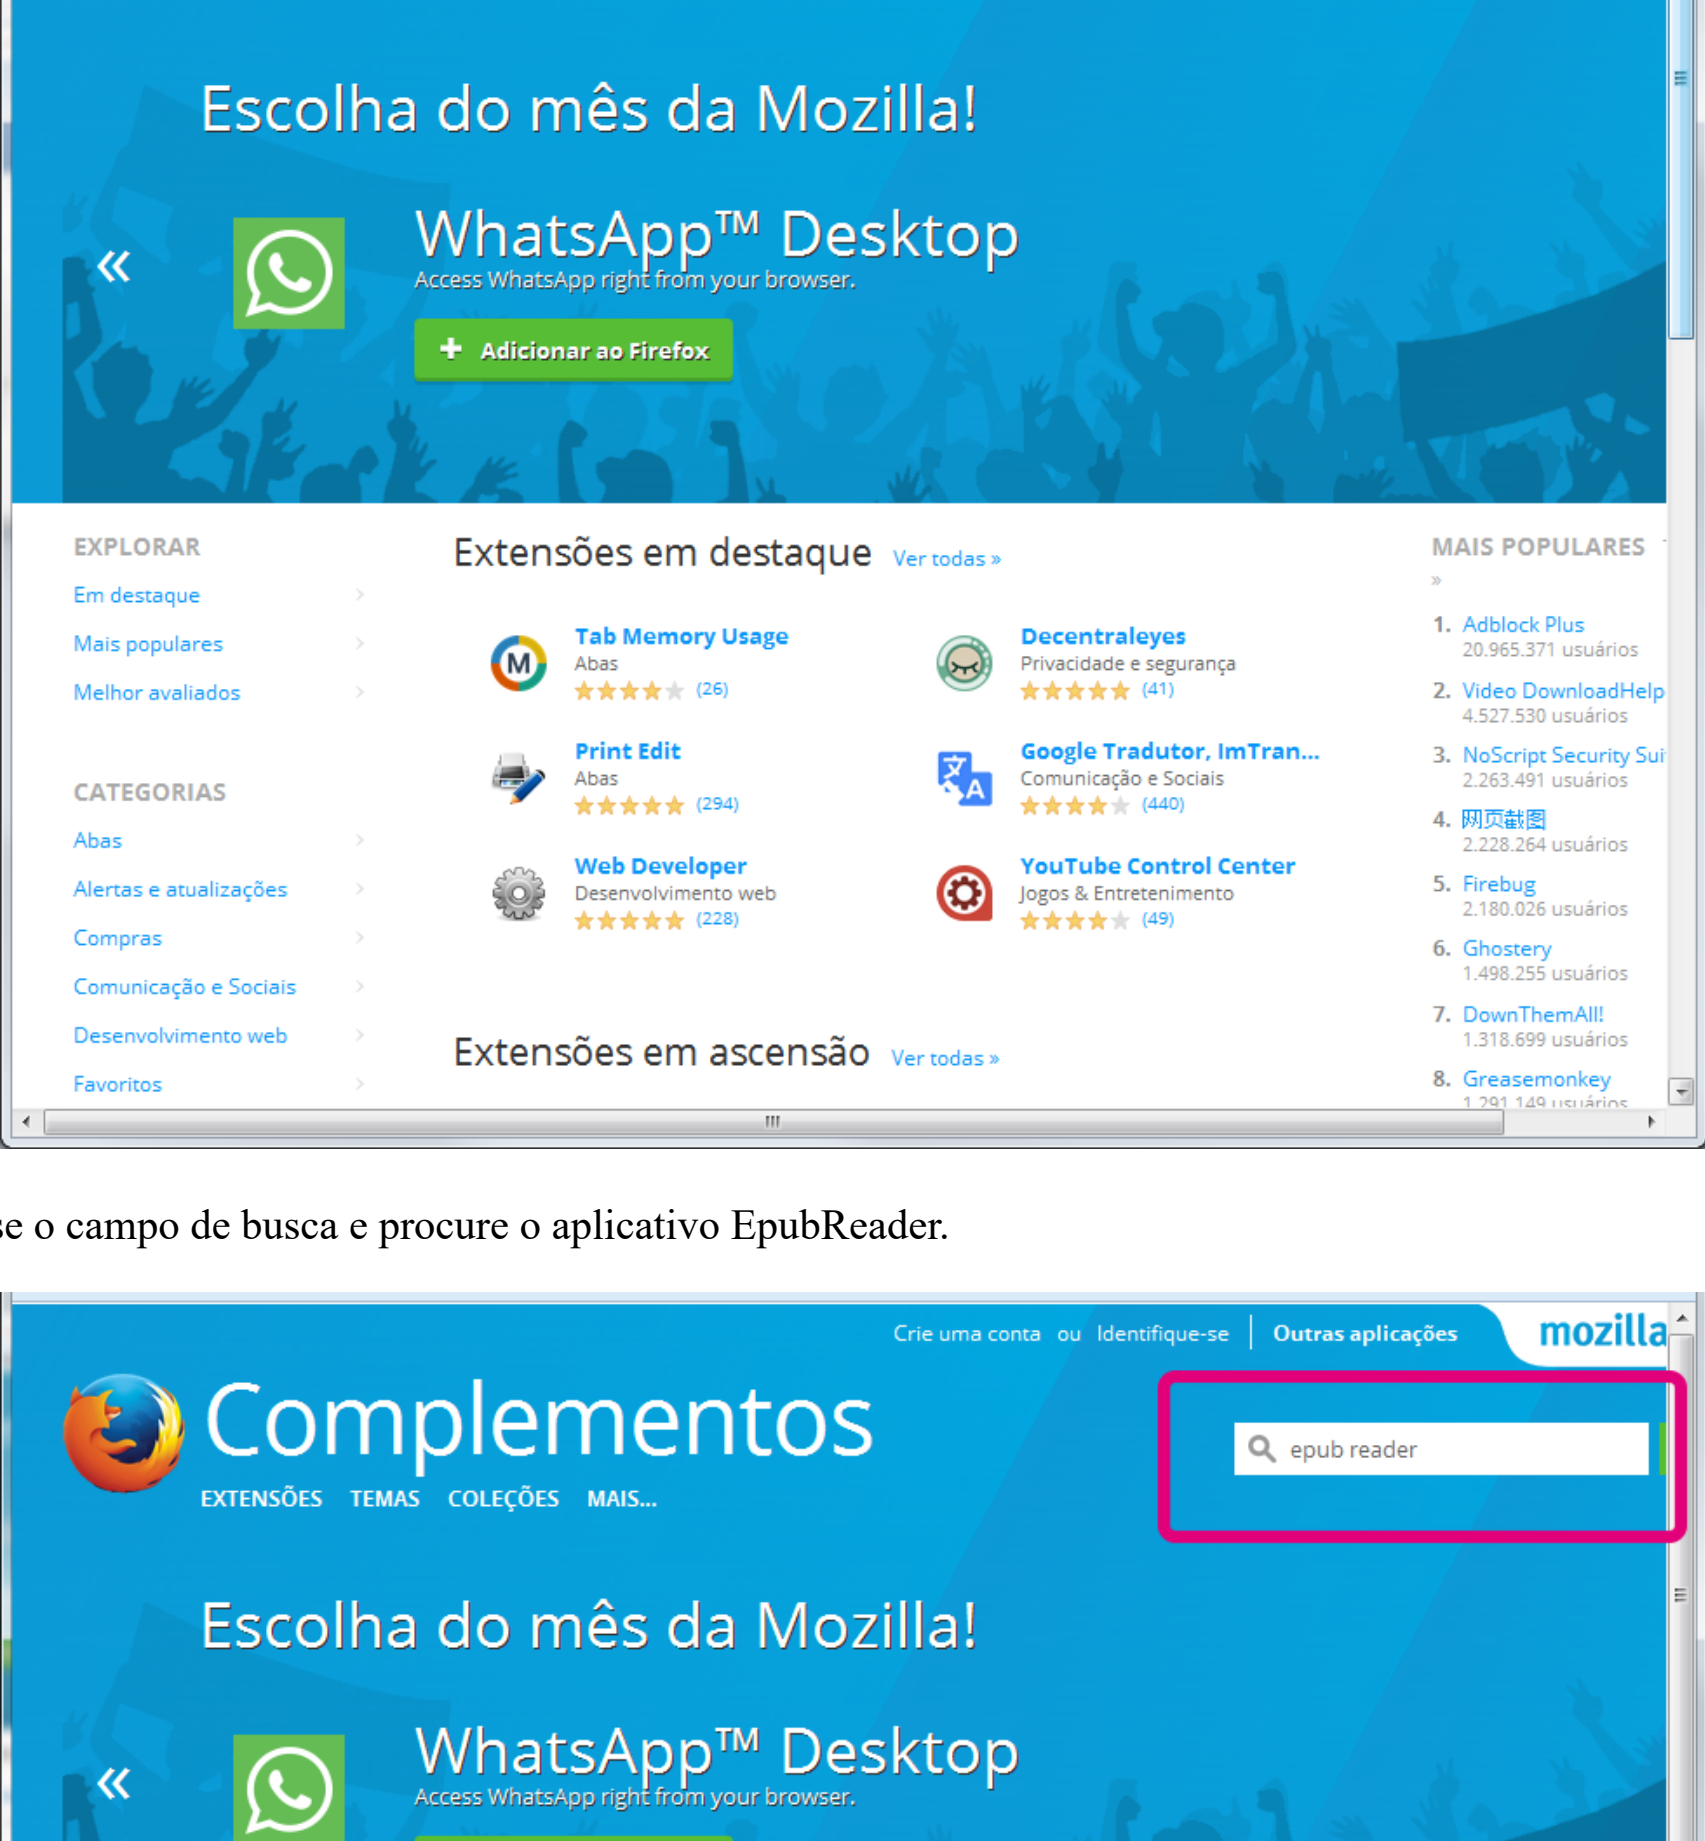 Escolha do mês da Mozilla!
«
WhatsApp™ Desktop
Access WhatsApp right from your browser.
+ Adicionar ao Firefox
EXPLORAR
Em destaque
Mais populares
Melhor avaliados
CATEGORIAS
Abas
Alertas e atualizações
Compras
Comunicação e Sociais
Desenvolvimento web
Favoritos
Extensões em destaque Ver todas »
Tab Memory Usage
Abas
(26)
Decentraleyes
Privacidade e segurança
(41)
Print Edit
Abas
(294)
Google Tradutor, ImTran...
Comunicação e Sociais
(440)
Web Developer
Desenvolvimento web
(228)
YouTube Control Center
Jogos & Entretenimento
(49)
Extensões em ascensão Ver todas »
MAIS POPULARES
»
1. Adblock Plus
20.965.371 usuários
2. Video DownloadHelp
4.527.530 usuários
3. NoScript Security Sui
2.263.491 usuários
4. 网页截图
2.228.264 usuários
5. Firebug
2.180.026 usuários
6. Ghostery
1.498.255 usuários
7. DownThemAll!
1.318.699 usuários
8. Greasemonkey
1.291.149 usuários
se o campo de busca e procure o aplicativo EpubReader.
Crie uma conta ou Identifique-se | Outras aplicações
mozilla
Complementos
epub reader
EXTENSÕES TEMAS COLEÇÕES MAIS...
Escolha do mês da Mozilla!
«
WhatsApp™ Desktop
Access WhatsApp right from your browser.